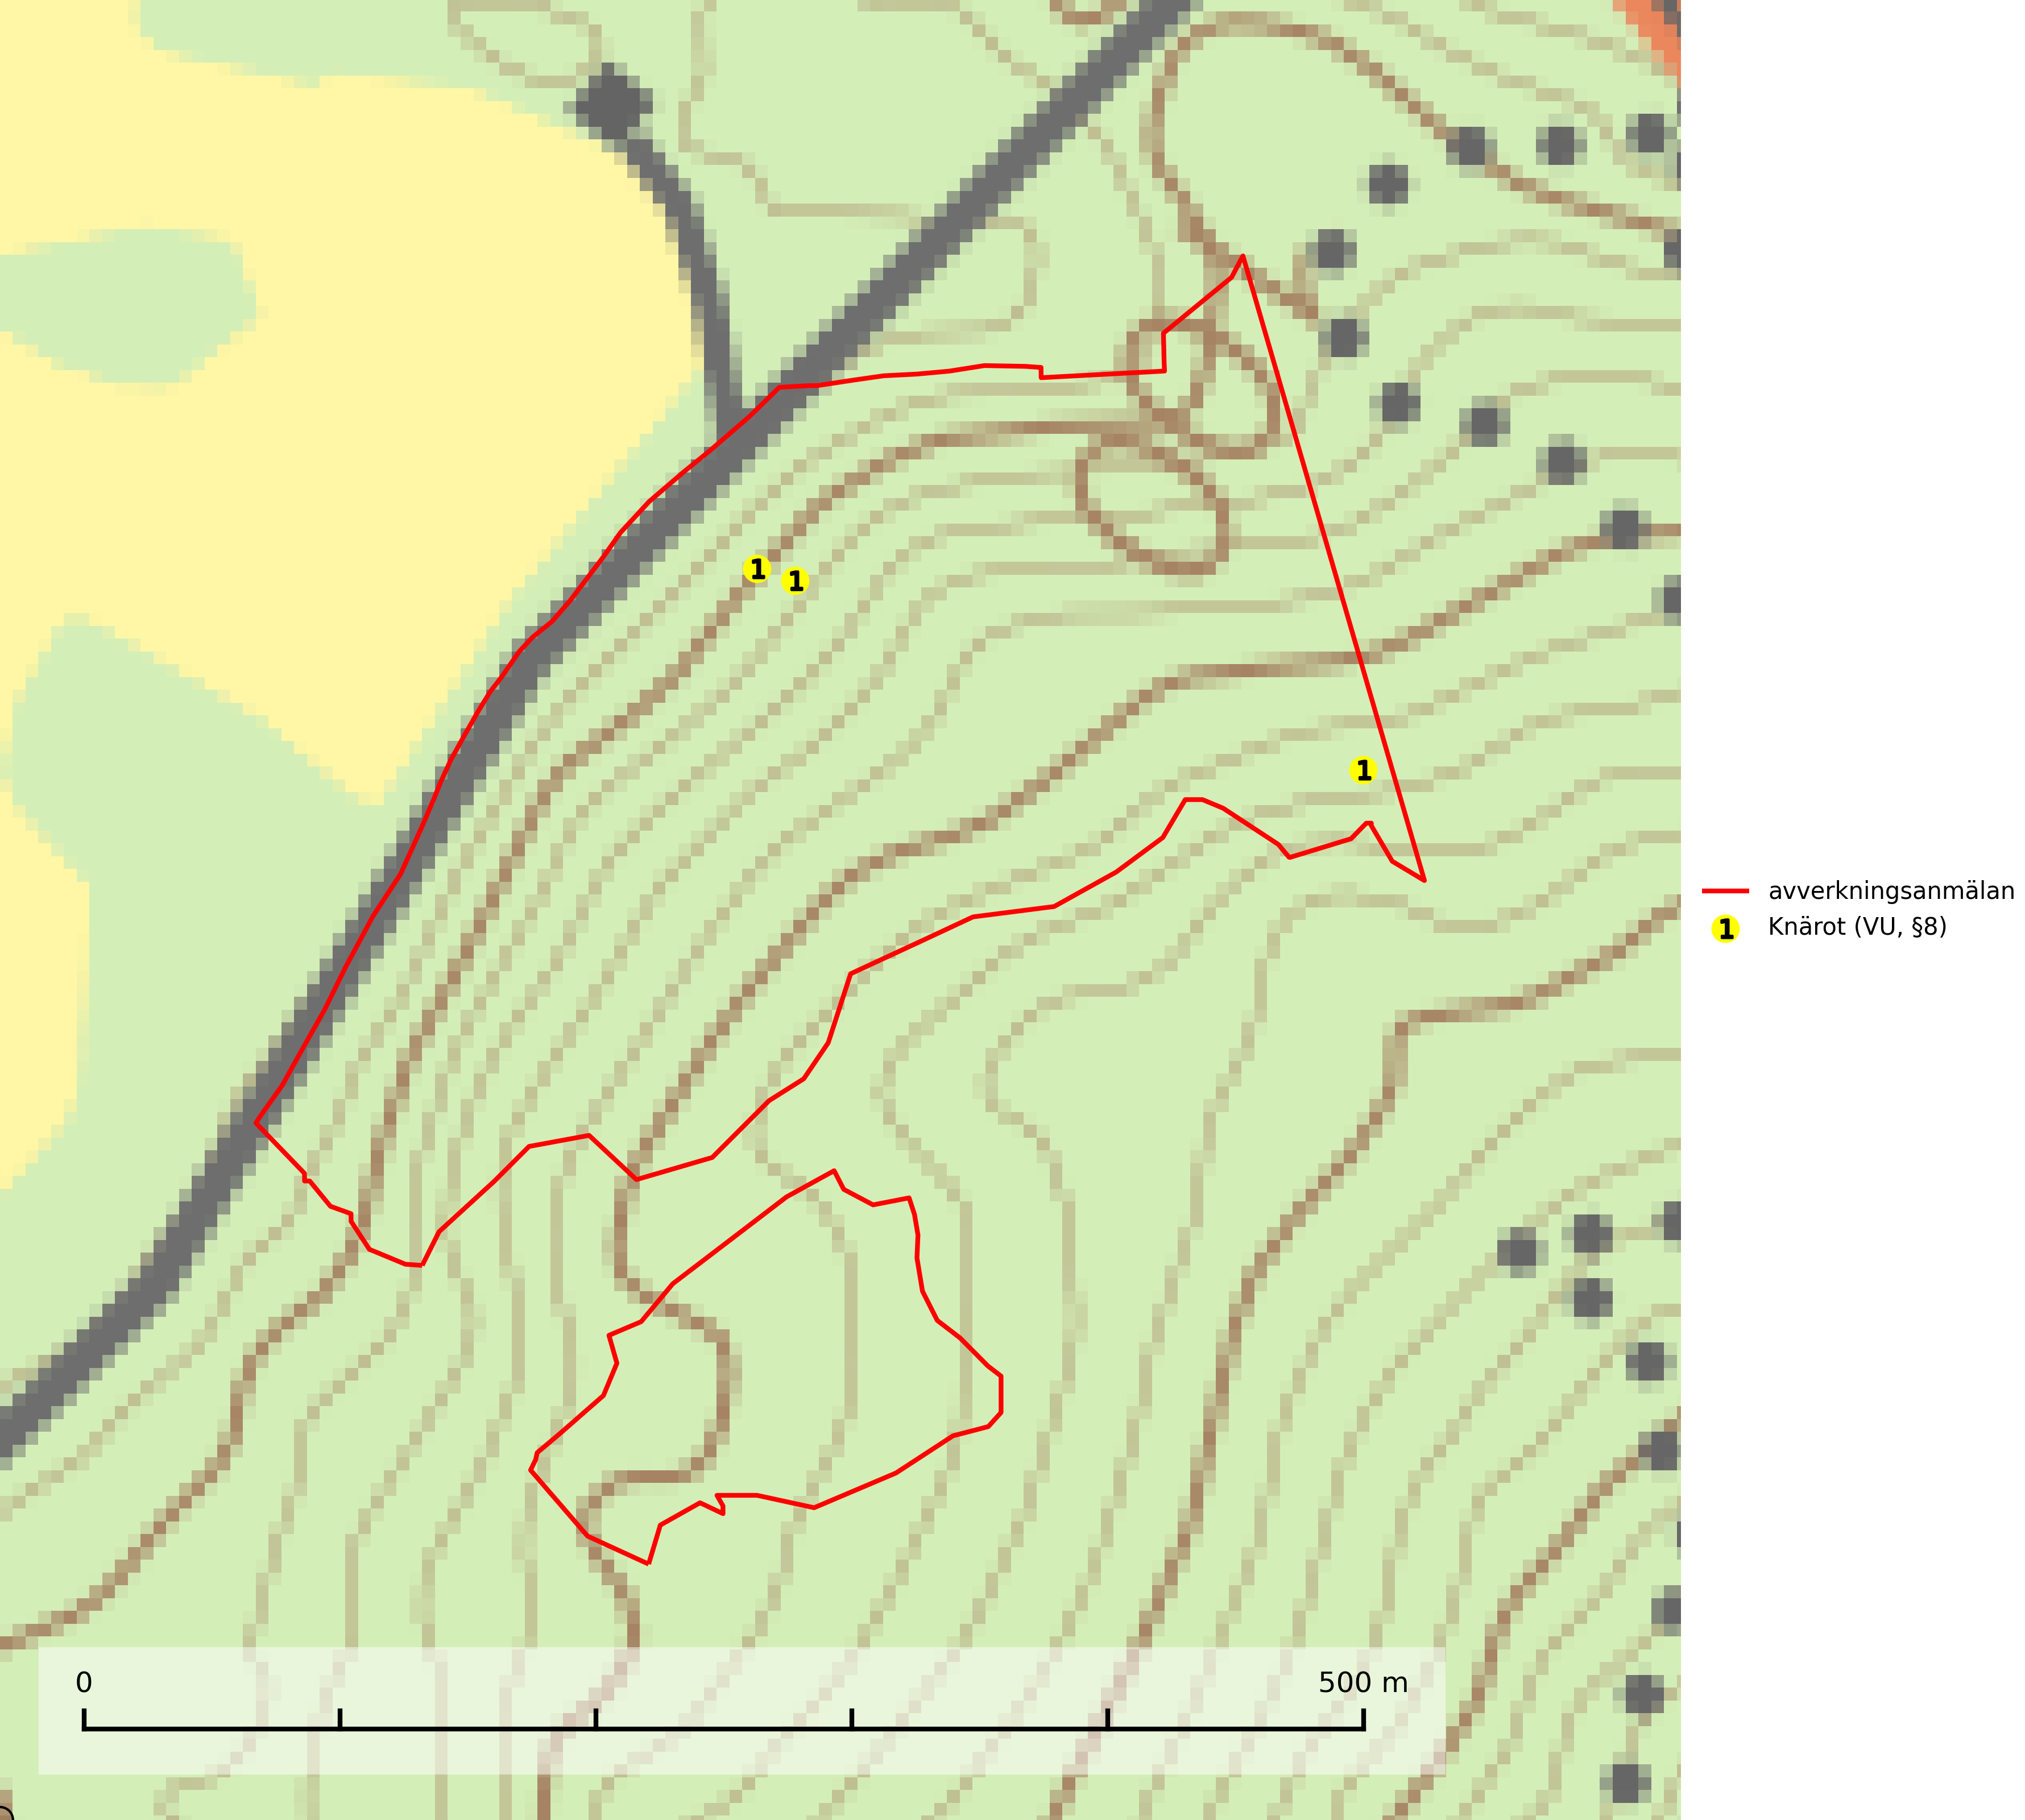 1
1
1
avverkningsanmälan
1 Knärot (VU, §8)
0 500 m